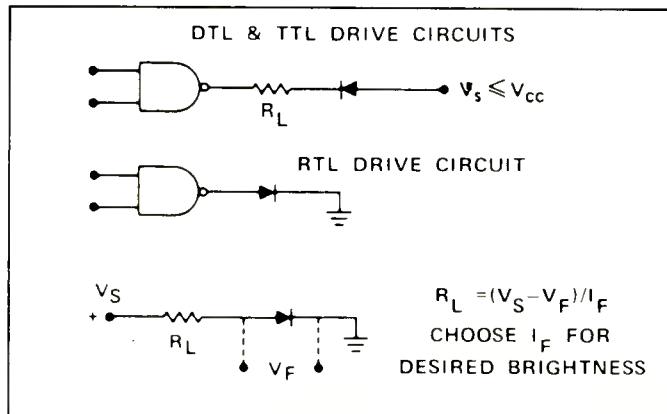 DTL & TTL DRIVE CIRCUITS
R_L
V_s ≤ V_cc
RTL DRIVE CIRCUIT
V_S
+
R_L
V_F
R_L = (V_S–V_F)/I_F
CHOOSE I_F FOR
DESIRED BRIGHTNESS